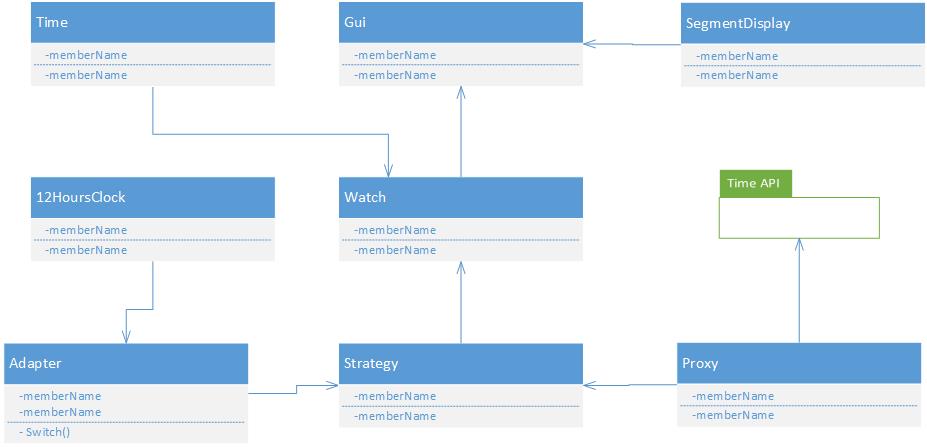 Time
-memberName
-memberName
Gui
-memberName
-memberName
SegmentDisplay
-memberName
-memberName
12HoursClock
-memberName
-memberName
Watch
-memberName
-memberName
Time API
Adapter
-memberName
-memberName
- Switch()
Strategy
-memberName
-memberName
Proxy
-memberName
-memberName